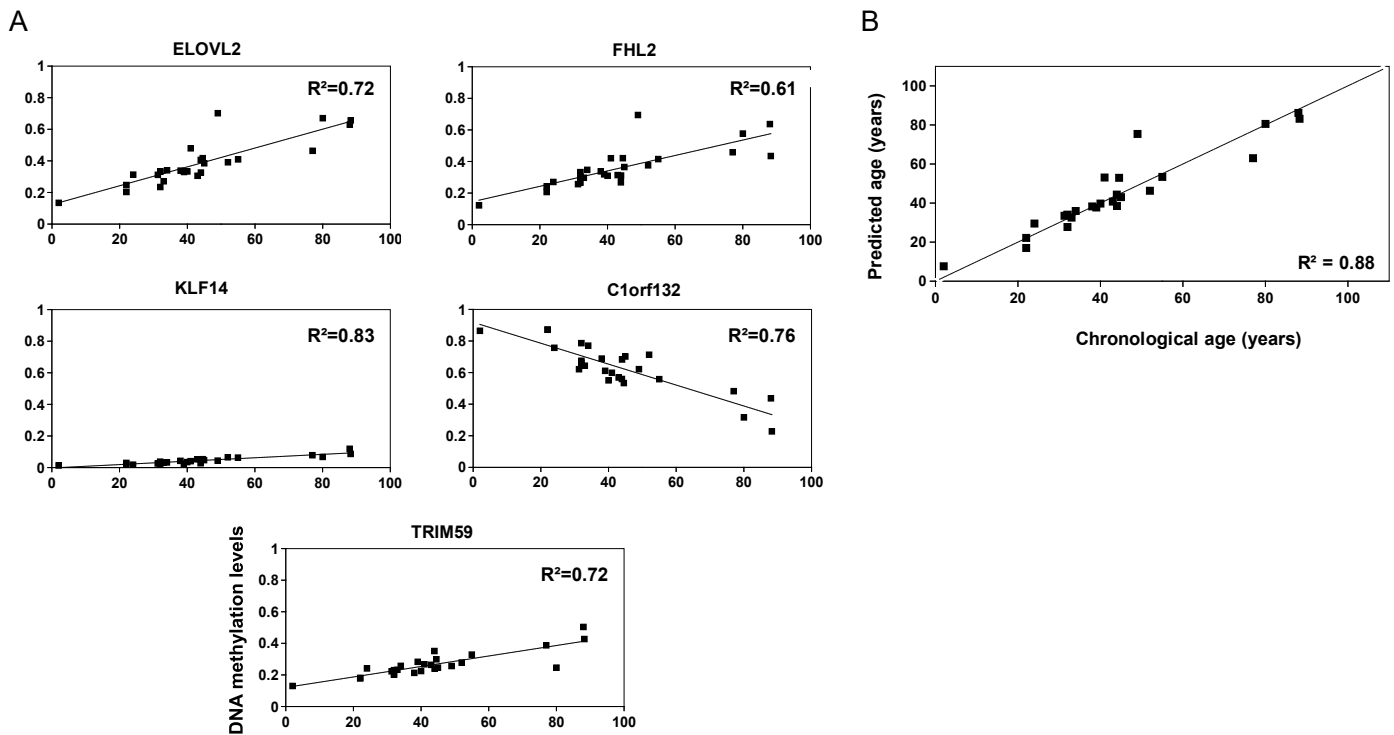 A
B
ELOVL2
R²=0.72
1
0.8
0.6
0.4
0.2
0
0 20 40 60 80 100
FHL2
R²=0.61
1
0.8
0.6
0.4
0.2
0
0 20 40 60 80 100
KLF14
R²=0.83
1
0.8
0.6
0.4
0.2
0
0 20 40 60 80 100
C1orf132
R²=0.76
1
0.8
0.6
0.4
0.2
0
0 20 40 60 80 100
TRIM59
R²=0.72
DNA methylation levels
1
0.8
0.6
0.4
0.2
0
0 20 40 60 80 100
Predicted age (years)
100
80
60
40
20
0
R² = 0.88
0 20 40 60 80 100
Chronological age (years)